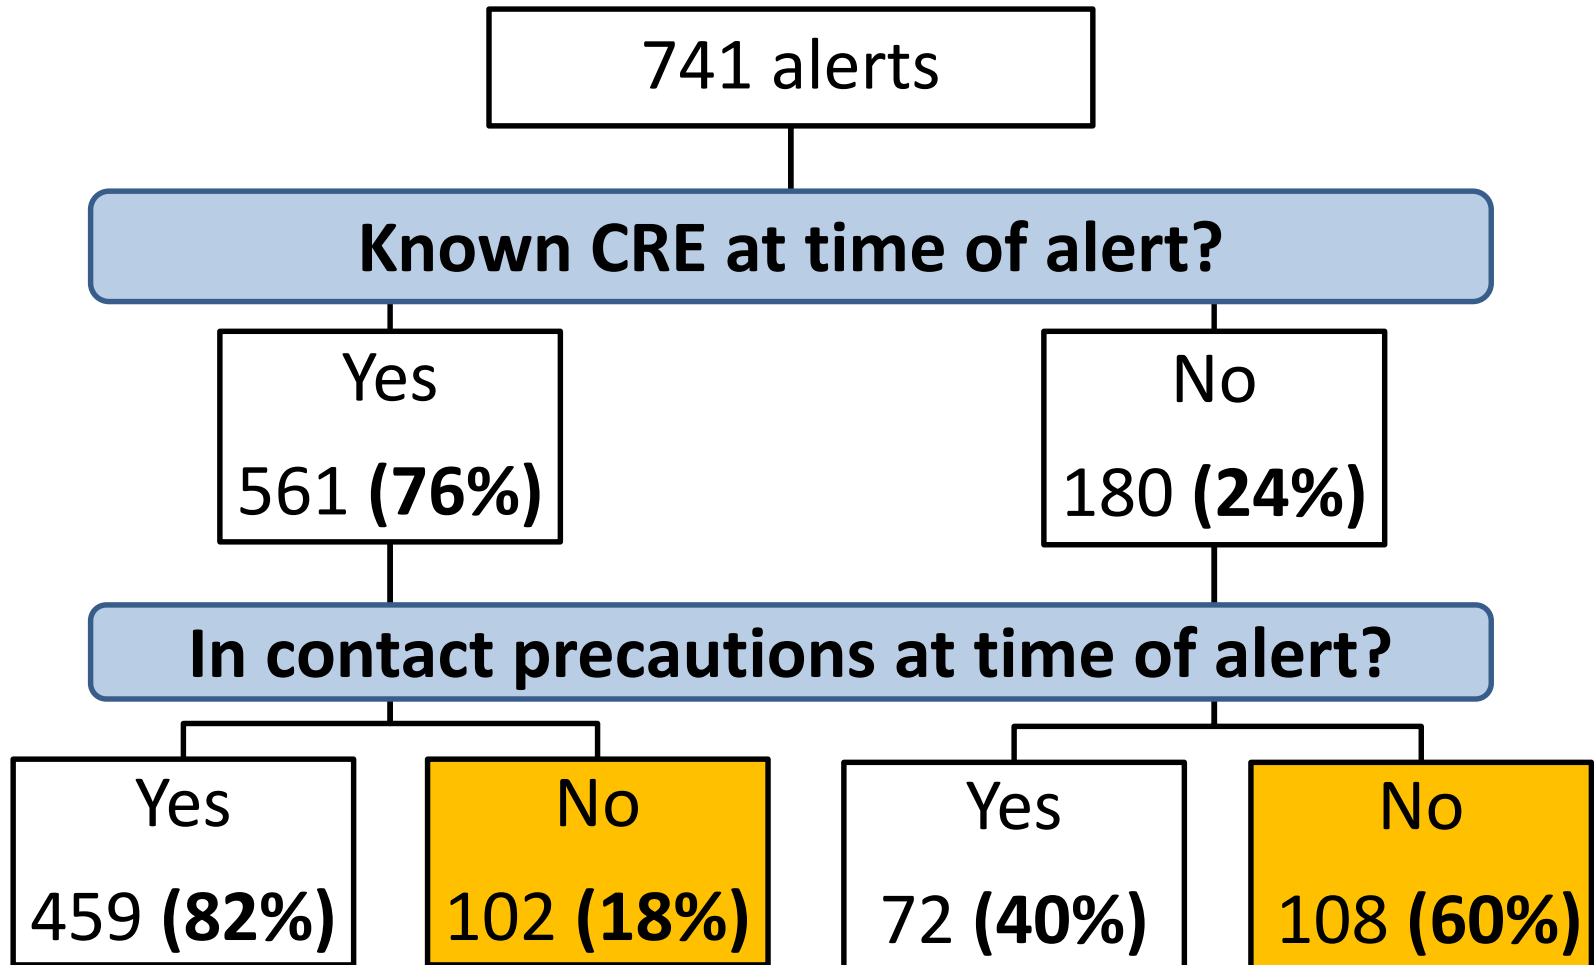 741 alerts
Known CRE at time of alert?
Yes
561 (76%)
No
180 (24%)
In contact precautions at time of alert?
Yes
459 (82%)
No
102 (18%)
Yes
72 (40%)
No
108 (60%)